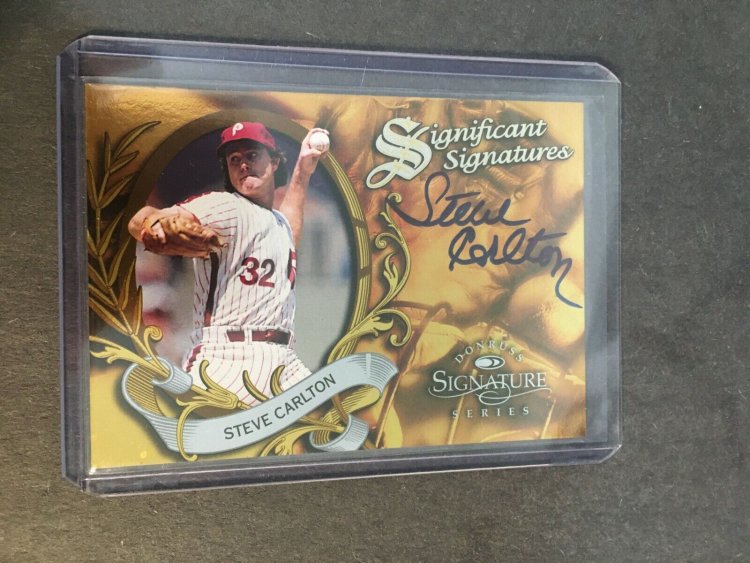 Significant
Signatures
Steve
Carlton
P
32
STEVE CARLTON
DONRUSS
SIGNATURE
SERIES